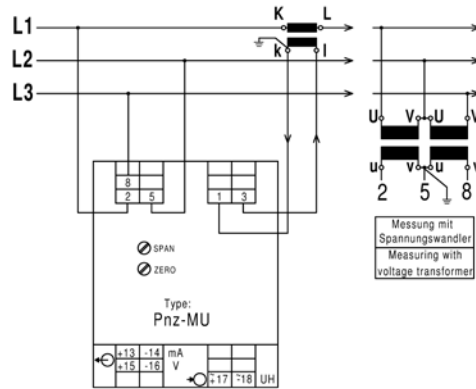 K L
L1
k l
L2
L3
U V U V
u v u v
2 5 8
8
2 5
1 3
SPAN
ZERO
Messung mit
Spannungswandler
Measuring with
voltage transformer
Type:
Pnz-MU
+13 -14 mA
+15 -16 V
+17 -18 UH